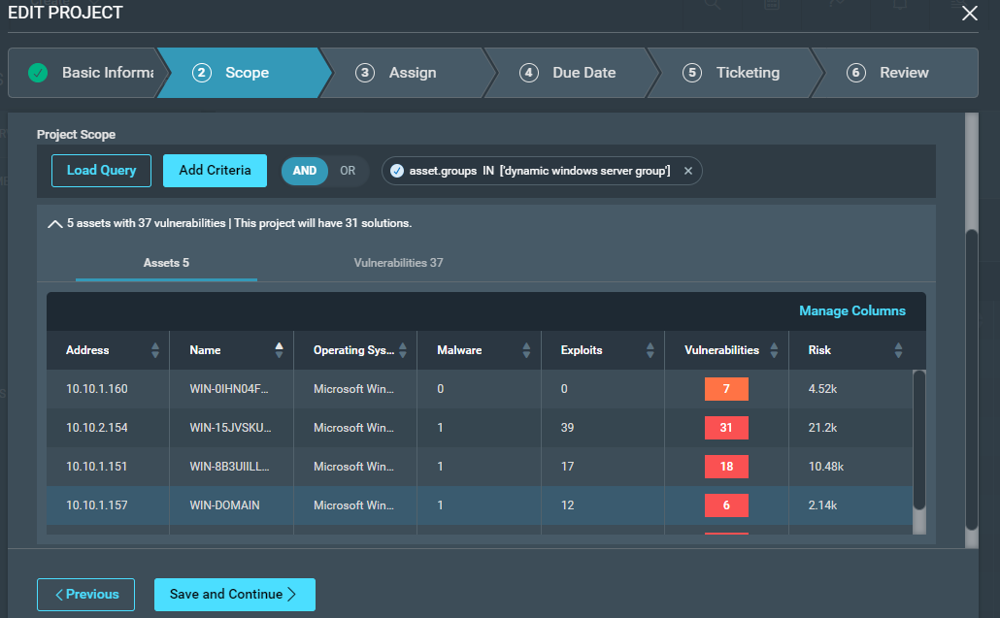 EDIT PROJECT
Basic Informa
2 Scope
3 Assign
4 Due Date
5 Ticketing
6 Review
Project Scope
Load Query Add Criteria AND OR asset.groups IN ['dynamic windows server group']
5 assets with 37 vulnerabilities | This project will have 31 solutions.
Assets 5 Vulnerabilities 37
Manage Columns
Address Name Operating Sys... Malware Exploits Vulnerabilities Risk
10.10.1.160 WIN-0IHN04F... Microsoft Win... 0 0 7 4.52k
10.10.2.154 WIN-15JVSKU... Microsoft Win... 1 39 31 21.2k
10.10.1.151 WIN-8B3UIILL... Microsoft Win... 1 17 18 10.48k
10.10.1.157 WIN-DOMAIN Microsoft Win... 1 12 6 2.14k
Previous Save and Continue